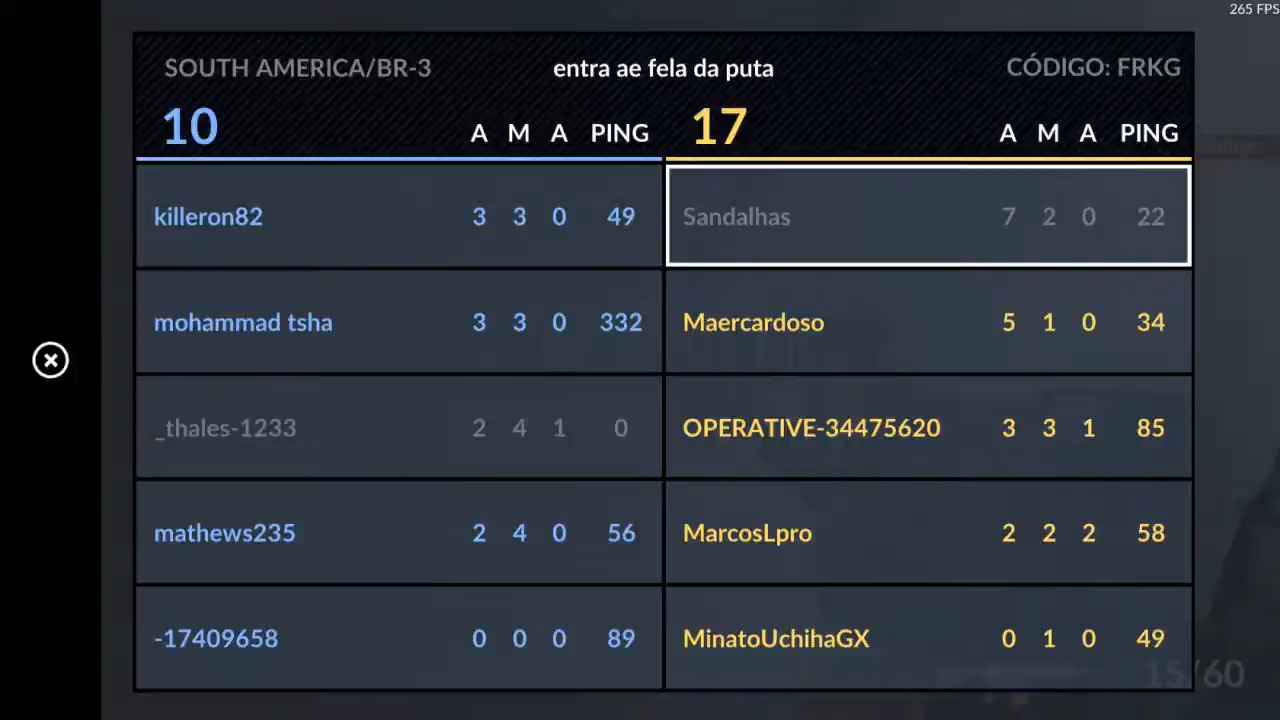 265 FPS
SOUTH AMERICA/BR-3 entra ae fela da puta CÓDIGO: FRKG
10 A M A PING 17 A M A PING
killeron82 3 3 0 49 Sandalhas 7 2 0 22
mohammad tsha 3 3 0 332 Maercardoso 5 1 0 34
_thales-1233 2 4 1 0 OPERATIVE-34475620 3 3 1 85
mathews235 2 4 0 56 MarcosLpro 2 2 2 58
-17409658 0 0 0 89 MinatoUchihaGX 0 1 0 49
15/60